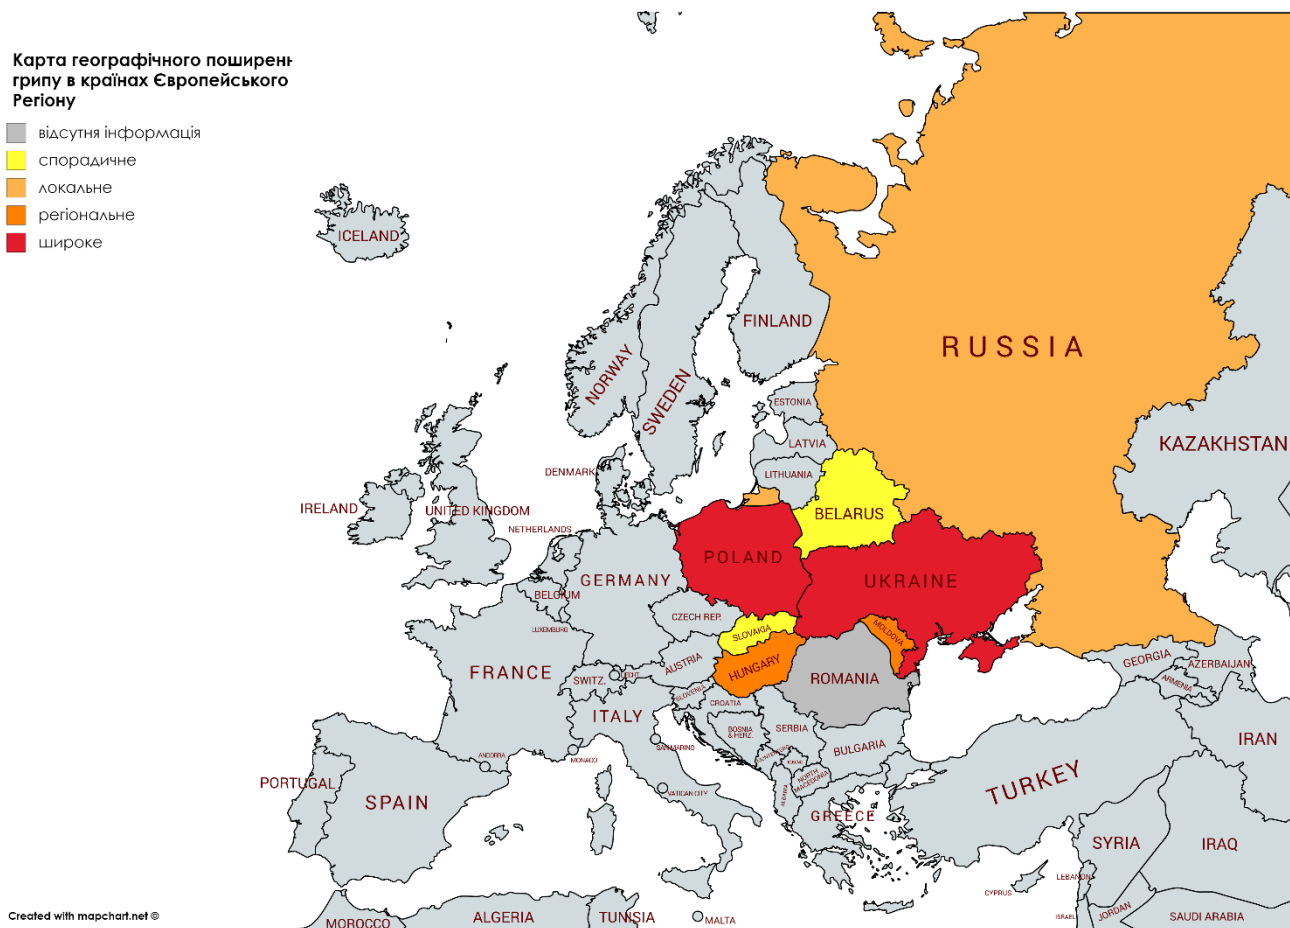 Карта географічного поширенн
грипу в країнах Європейського
Регіону
відсутня інформація
спорадичне
локальне
регіональне
широке
ICELAND
FINLAND
NORWAY
SWEDEN
RUSSIA
ESTONIA
LATVIA
LITHUANIA
KAZAKHSTAN
DENMARK
IRELAND
UNITED KINGDOM
NETHERLANDS
BELARUS
POLAND
UKRAINE
GERMANY
BELGIUM
LUXEMBURG
CZECH REP.
SLOVAKIA
MOLDOVA
FRANCE
SWITZ.
LIECHT
AUSTRIA
HUNGARY
ROMANIA
GEORGIA
AZERBAIJAN
ARMENIA
SLOVENIA
CROATIA
ITALY
BOSNIA
& HERZ.
SERBIA
BULGARIA
SAN MARINO
MONACO
ANDORRA
NORTH
MACEDONIA
PORTUGAL
SPAIN
VATICAN CITY
ALBANIA
GREECE
TURKEY
IRAN
SYRIA
IRAQ
LEBANON
CYPRUS
ISRAEL
JORDAN
SAUDI ARABIA
MALTA
TUNISIA
ALGERIA
MOROCCO
Created with mapchart.net ©